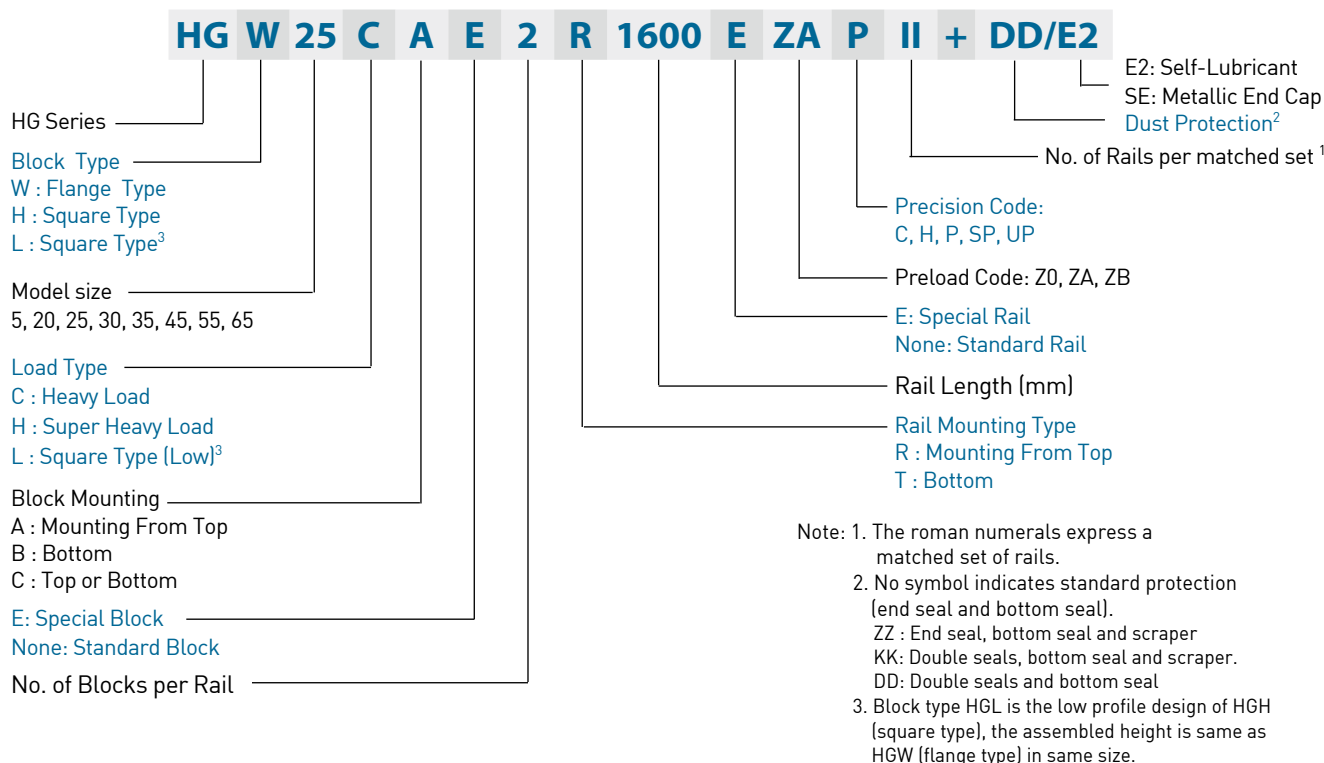 HG W 25 C A E 2 R 1600 E ZA P II + DD/E2
HG Series
Block Type
W : Flange Type
H : Square Type
L : Square Type3
Model size
5, 20, 25, 30, 35, 45, 55, 65
Load Type
C : Heavy Load
H : Super Heavy Load
L : Square Type (Low)3
Block Mounting
A : Mounting From Top
B : Bottom
C : Top or Bottom
E: Special Block
None: Standard Block
No. of Blocks per Rail
E2: Self-Lubricant
SE: Metallic End Cap
Dust Protection2
No. of Rails per matched set 1
Precision Code:
C, H, P, SP, UP
Preload Code: Z0, ZA, ZB
E: Special Rail
None: Standard Rail
Rail Length (mm)
Rail Mounting Type
R : Mounting From Top
T : Bottom
Note: 1. The roman numerals express a
matched set of rails.
2. No symbol indicates standard protection
(end seal and bottom seal).
ZZ : End seal, bottom seal and scraper
KK: Double seals, bottom seal and scraper.
DD: Double seals and bottom seal
3. Block type HGL is the low profile design of HGH
(square type), the assembled height is same as
HGW (flange type) in same size.